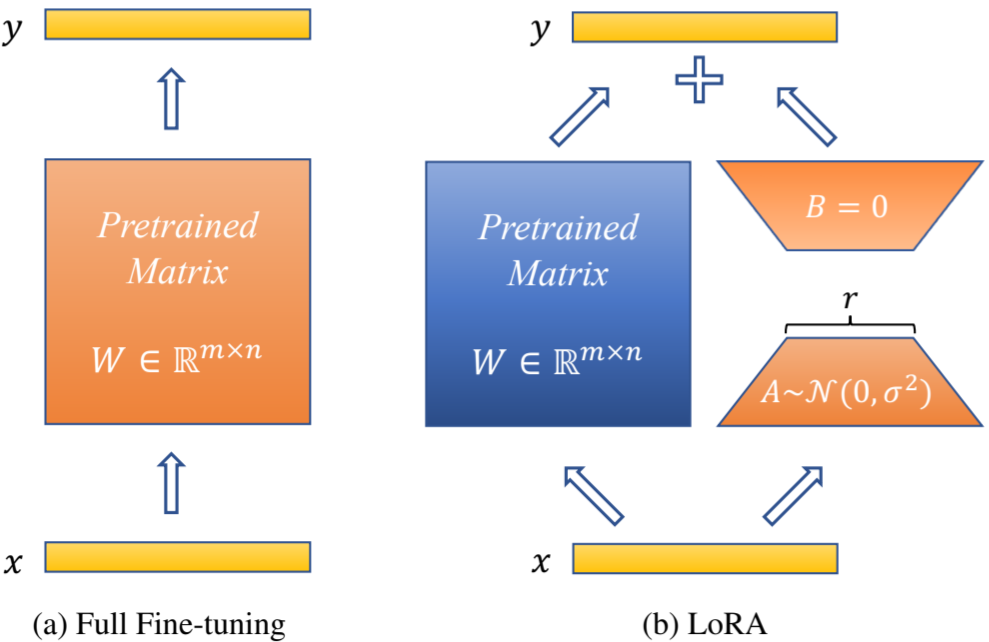 y
Pretrained
Matrix
W ∈ ℝ^{m×n}
x
(a) Full Fine-tuning
y
Pretrained
Matrix
W ∈ ℝ^{m×n}
B = 0
r
A~𝒩(0, σ²)
x
(b) LoRA